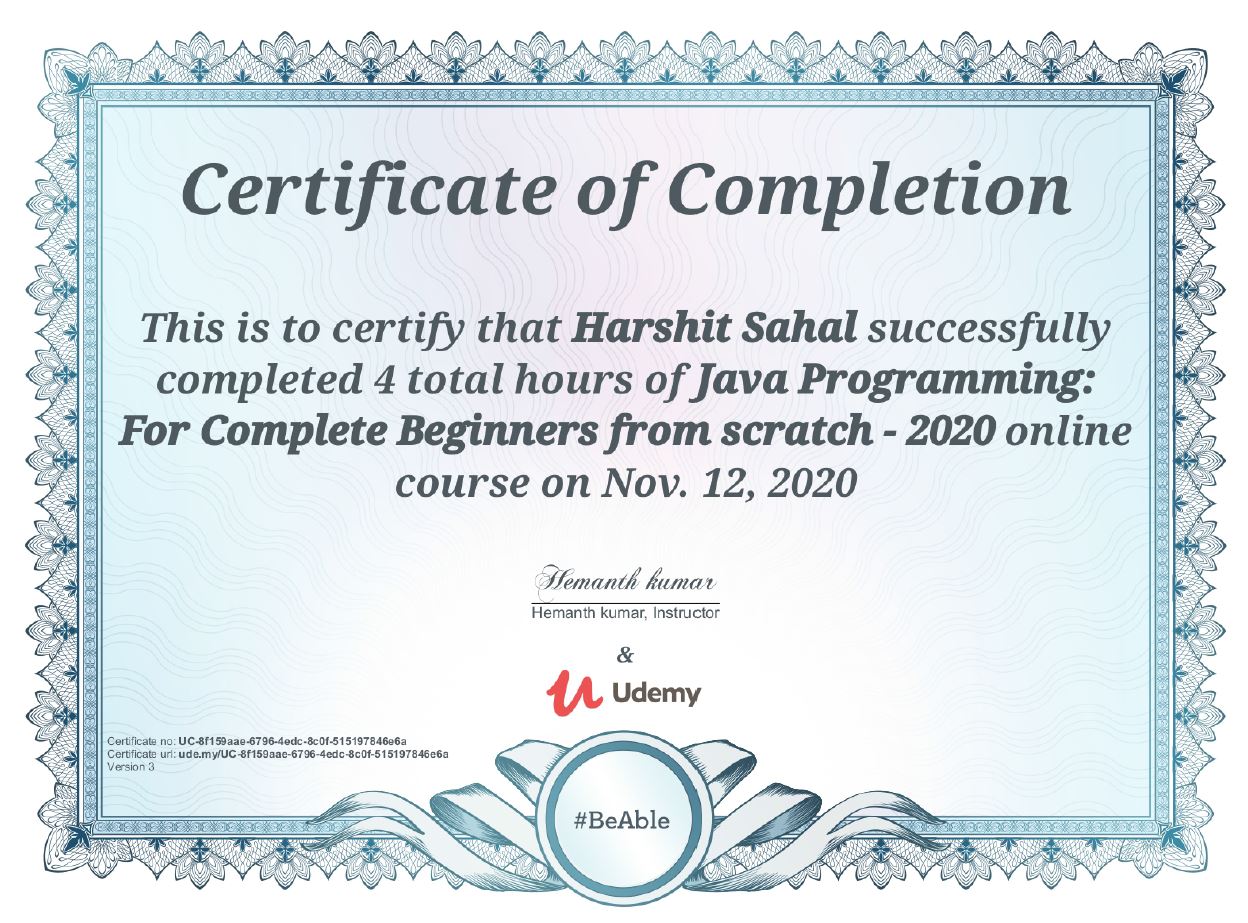 Certificate of Completion
This is to certify that Harshit Sahal successfully
completed 4 total hours of Java Programming:
For Complete Beginners from scratch - 2020 online
course on Nov. 12, 2020
Hemanth kumar
Hemanth kumar, Instructor
&
Udemy
Certificate no: UC-8f159aae-6796-4edc-8c0f-515197846e6a
Certificate url: ude.my/UC-8f159aae-6796-4edc-8c0f-515197846e6a
Version 3
#BeAble